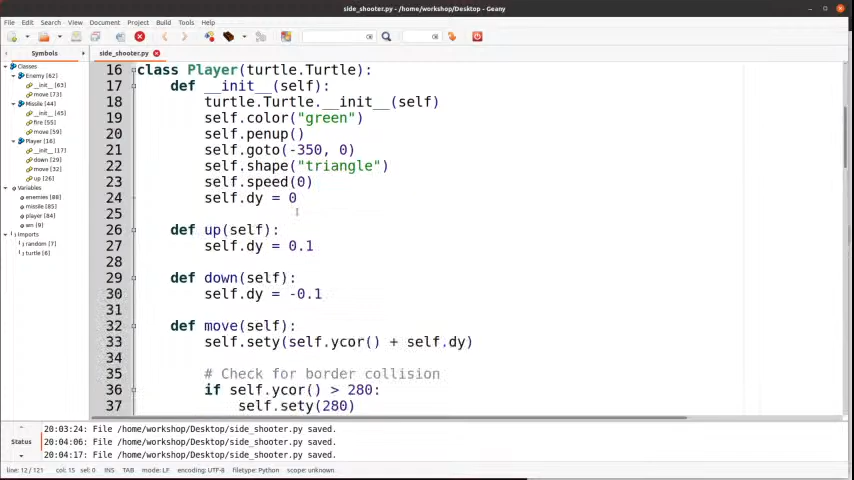 side_shooter.py - /home/workshop/Desktop - Geany
File Edit Search View Document Project Build Tools Help
Symbols
side_shooter.py
Classes
Enemy [62]
__init__ [63]
move [73]
Missile [44]
__init__ [45]
fire [55]
move [59]
Player [16]
__init__ [17]
down [29]
move [32]
up [26]
Variables
enemies [88]
missile [85]
player [84]
wn [9]
Imports
random [7]
turtle [6]
16 class Player(turtle.Turtle):
17 def __init__(self):
18 turtle.Turtle.__init__(self)
19 self.color("green")
20 self.penup()
21 self.goto(-350, 0)
22 self.shape("triangle")
23 self.speed(0)
24 self.dy = 0
25
26 def up(self):
27 self.dy = 0.1
28
29 def down(self):
30 self.dy = -0.1
31
32 def move(self):
33 self.sety(self.ycor() + self.dy)
34
35 # Check for border collision
36 if self.ycor() > 280:
37 self.sety(280)
Status
20:03:24: File /home/workshop/Desktop/side_shooter.py saved.
20:04:06: File /home/workshop/Desktop/side_shooter.py saved.
20:04:17: File /home/workshop/Desktop/side_shooter.py saved.
line: 12 / 121 col: 15 sel: 0 INS TAB mode: LF encoding: UTF-8 filetype: Python scope: unknown